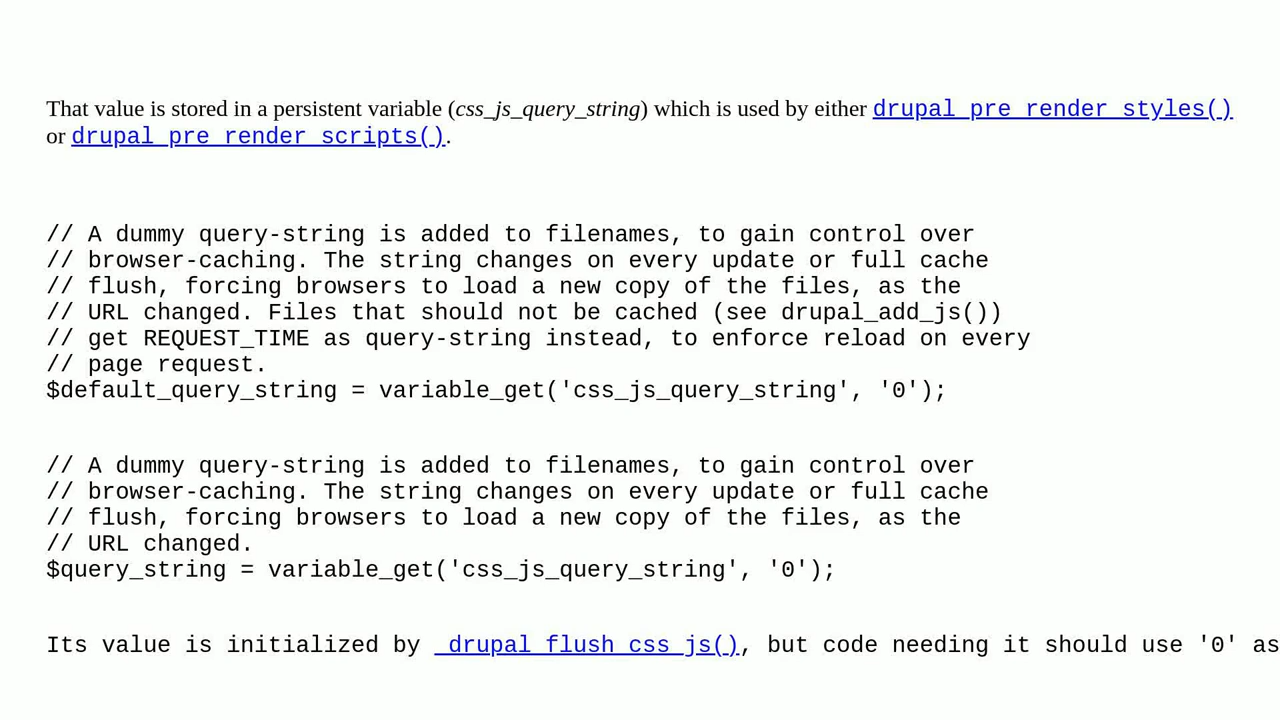 That value is stored in a persistent variable (css_js_query_string) which is used by either drupal_pre_render_styles()
or drupal_pre_render_scripts().
// A dummy query-string is added to filenames, to gain control over
// browser-caching. The string changes on every update or full cache
// flush, forcing browsers to load a new copy of the files, as the
// URL changed. Files that should not be cached (see drupal_add_js())
// get REQUEST_TIME as query-string instead, to enforce reload on every
// page request.
$default_query_string = variable_get('css_js_query_string', '0');
// A dummy query-string is added to filenames, to gain control over
// browser-caching. The string changes on every update or full cache
// flush, forcing browsers to load a new copy of the files, as the
// URL changed.
$query_string = variable_get('css_js_query_string', '0');
Its value is initialized by _drupal_flush_css_js(), but code needing it should use '0' as